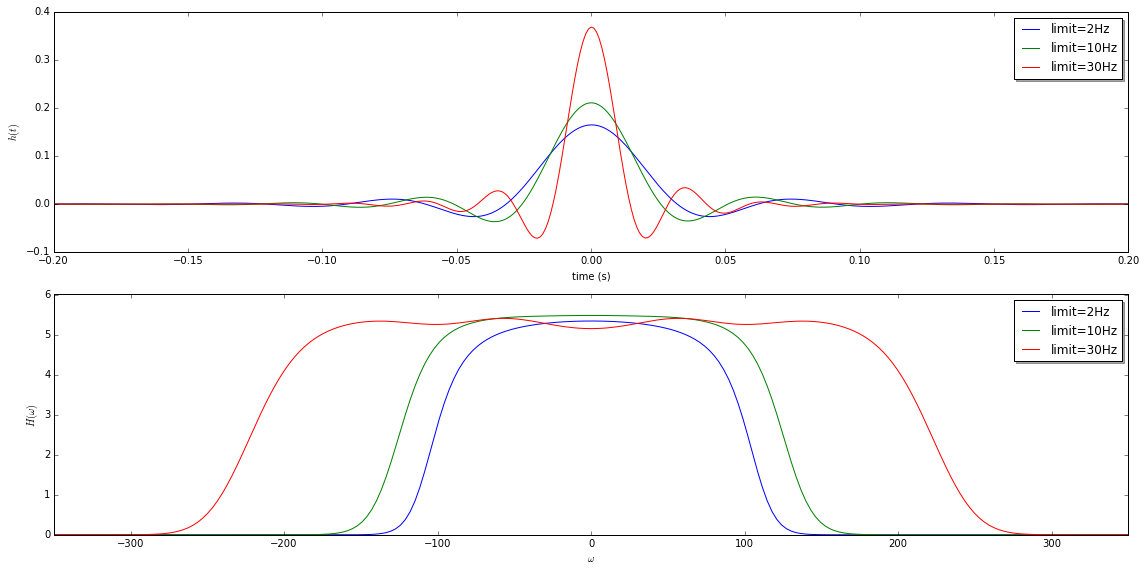 0.4
limit=2Hz
limit=10Hz
limit=30Hz
0.3
0.2
h(t)
0.1
0.0
−0.1
−0.20 −0.15 −0.10 −0.05 0.00 0.05 0.10 0.15 0.20
time (s)
6
limit=2Hz
limit=10Hz
limit=30Hz
5
4
3
H(ω)
2
1
0
−300 −200 −100 0 100 200 300
ω